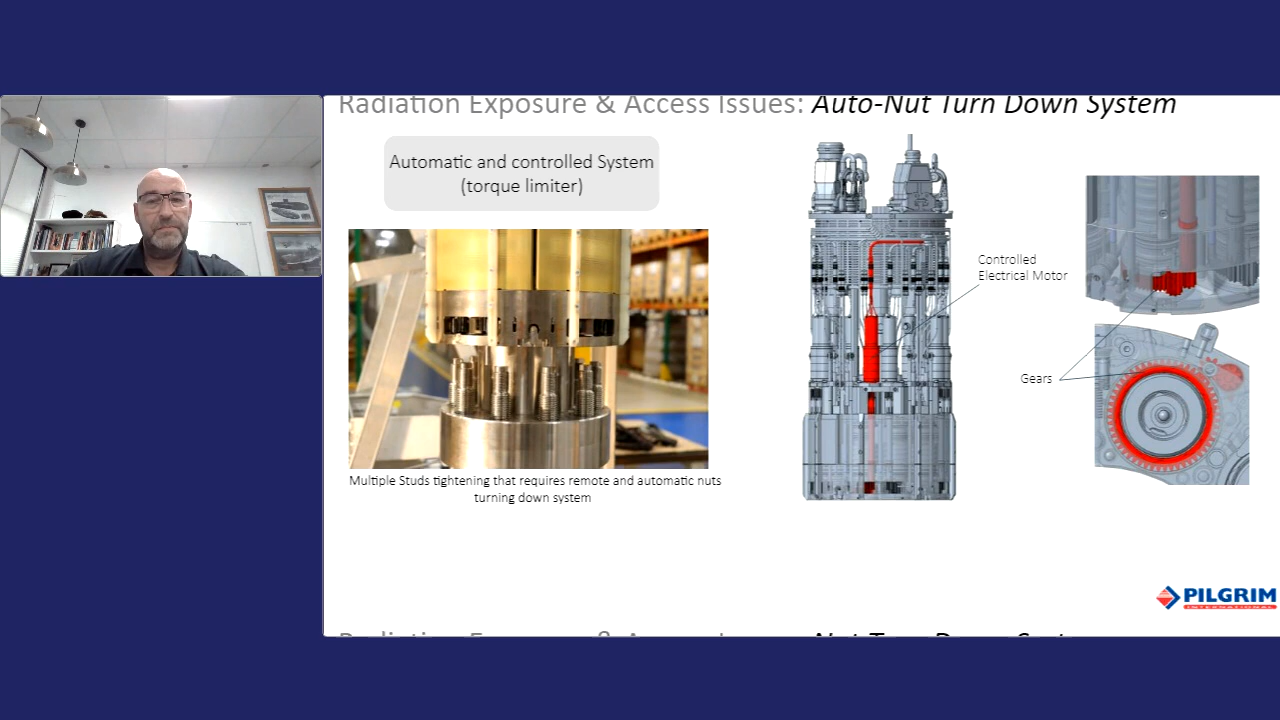 Radiation Exposure & Access Issues: Auto-Nut Turn Down System
Automatic and controlled System
(torque limiter)
Controlled
Electrical Motor
Gears
Multiple Studs tightening that requires remote and automatic nuts
turning down system
PILGRIM
INTERNATIONAL